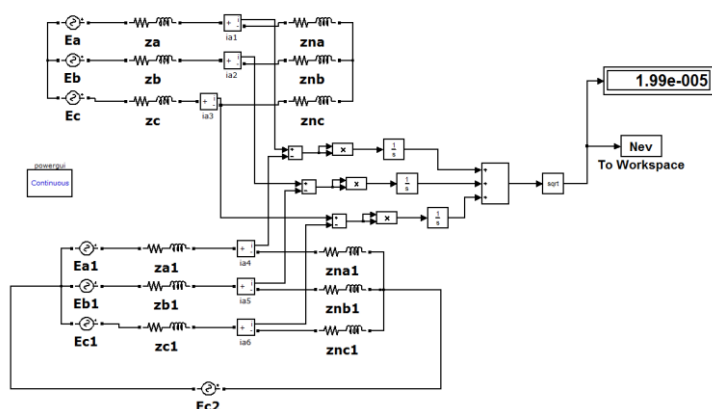 Ea
za
ia1
zna
Eb
zb
ia2
znb
Ec
zc
ia3
znc
1.99e-005
powergui
Continuous
1
s
1
s
1
s
sqrt
Nev
To Workspace
Ea1
za1
ia4
zna1
Eb1
zb1
ia5
znb1
Ec1
zc1
ia6
znc1
Ec2